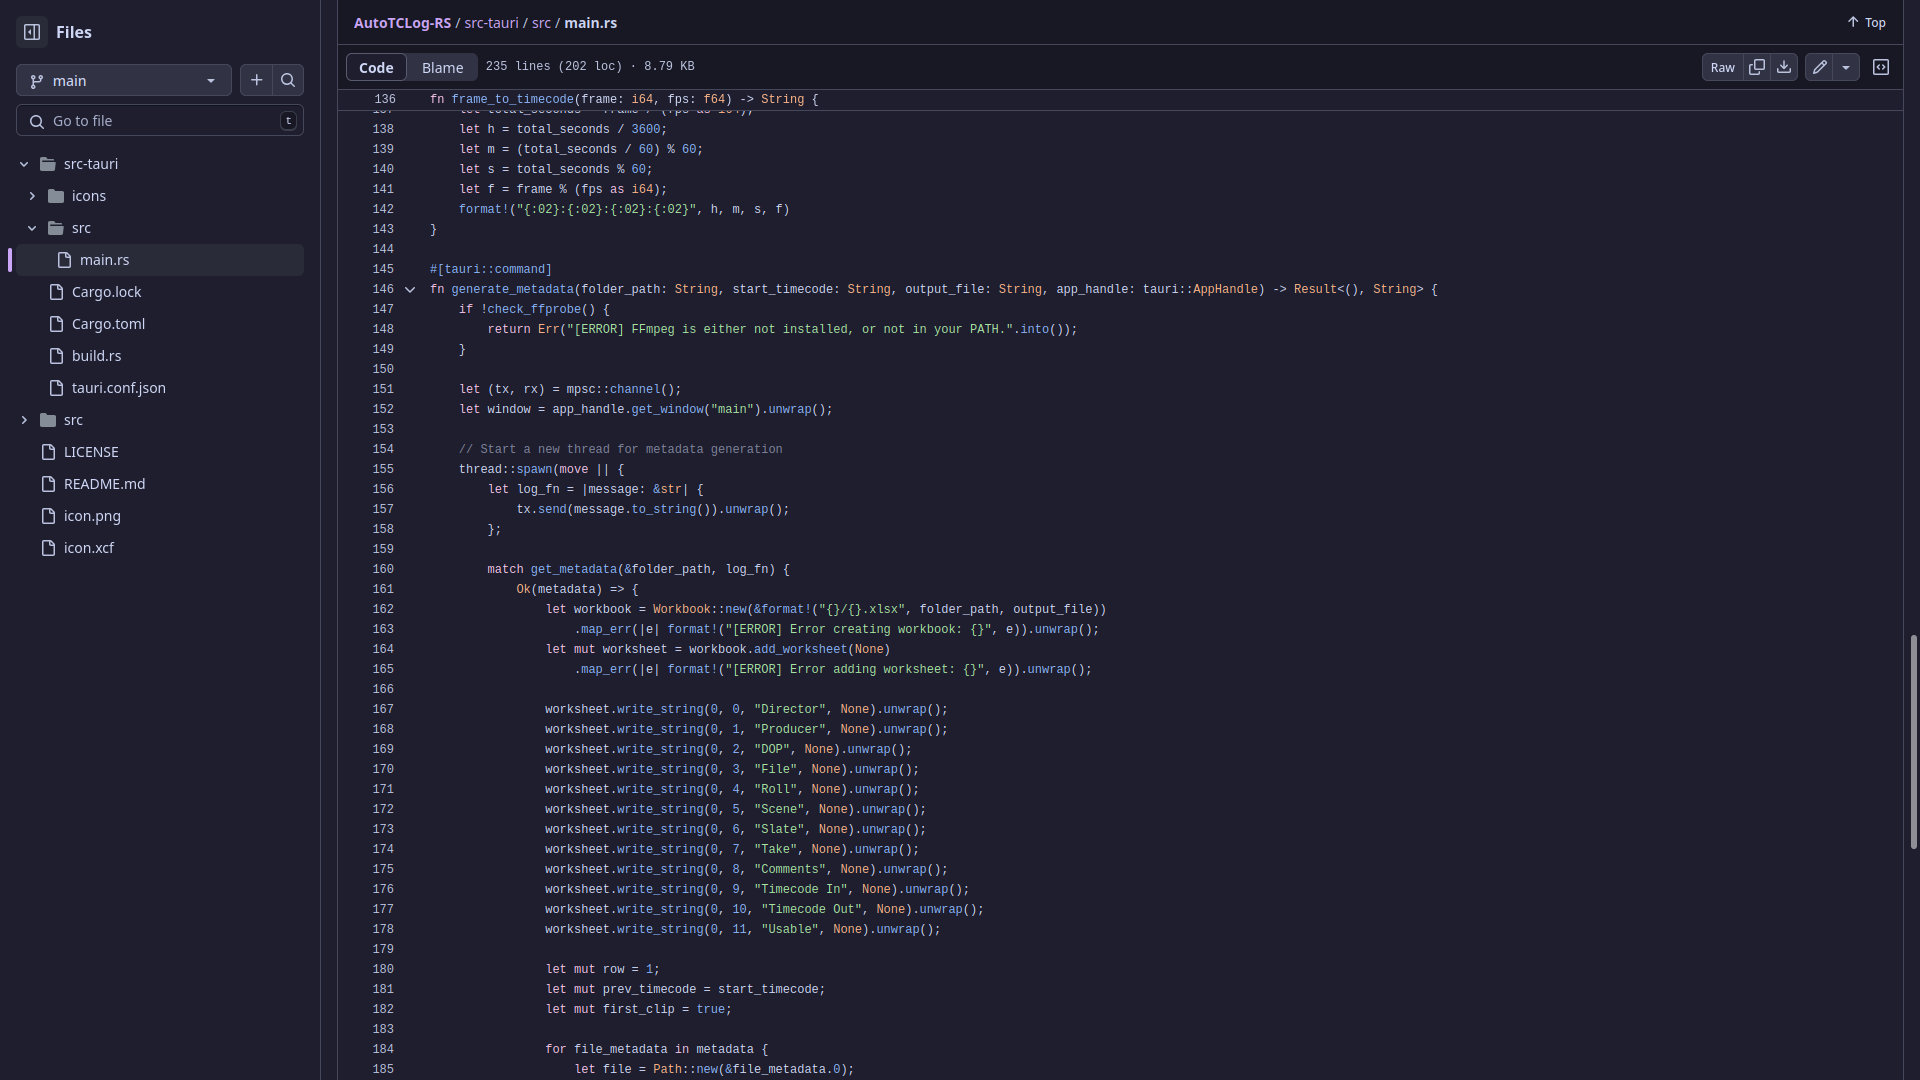 Files
main
Go to file
t
src-tauri
icons
src
main.rs
Cargo.lock
Cargo.toml
build.rs
tauri.conf.json
src
LICENSE
README.md
icon.png
icon.xcf
AutoTCLog-RS / src-tauri / src / main.rs
Top
Code Blame 235 lines (202 loc) · 8.79 KB
Raw
136 fn frame_to_timecode(frame: i64, fps: f64) -> String {
138     let h = total_seconds / 3600;
139     let m = (total_seconds / 60) % 60;
140     let s = total_seconds % 60;
141     let f = frame % (fps as i64);
142     format!("{:02}:{:02}:{:02}:{:02}", h, m, s, f)
143 }
144
145 #[tauri::command]
146 fn generate_metadata(folder_path: String, start_timecode: String, output_file: String, app_handle: tauri::AppHandle) -> Result<(), String> {
147     if !check_ffprobe() {
148         return Err("[ERROR] FFmpeg is either not installed, or not in your PATH.".into());
149     }
150
151     let (tx, rx) = mpsc::channel();
152     let window = app_handle.get_window("main").unwrap();
153
154     // Start a new thread for metadata generation
155     thread::spawn(move || {
156         let log_fn = |message: &str| {
157             tx.send(message.to_string()).unwrap();
158         };
159
160         match get_metadata(&folder_path, log_fn) {
161             Ok(metadata) => {
162                 let workbook = Workbook::new(&format!("{}/{}.xlsx", folder_path, output_file))
163                     .map_err(|e| format!("[ERROR] Error creating workbook: {}", e)).unwrap();
164                 let mut worksheet = workbook.add_worksheet(None)
165                     .map_err(|e| format!("[ERROR] Error adding worksheet: {}", e)).unwrap();
166
167                 worksheet.write_string(0, 0, "Director", None).unwrap();
168                 worksheet.write_string(0, 1, "Producer", None).unwrap();
169                 worksheet.write_string(0, 2, "DOP", None).unwrap();
170                 worksheet.write_string(0, 3, "File", None).unwrap();
171                 worksheet.write_string(0, 4, "Roll", None).unwrap();
172                 worksheet.write_string(0, 5, "Scene", None).unwrap();
173                 worksheet.write_string(0, 6, "Slate", None).unwrap();
174                 worksheet.write_string(0, 7, "Take", None).unwrap();
175                 worksheet.write_string(0, 8, "Comments", None).unwrap();
176                 worksheet.write_string(0, 9, "Timecode In", None).unwrap();
177                 worksheet.write_string(0, 10, "Timecode Out", None).unwrap();
178                 worksheet.write_string(0, 11, "Usable", None).unwrap();
179
180                 let mut row = 1;
181                 let mut prev_timecode = start_timecode;
182                 let mut first_clip = true;
183
184                 for file_metadata in metadata {
185                     let file = Path::new(&file_metadata.0);